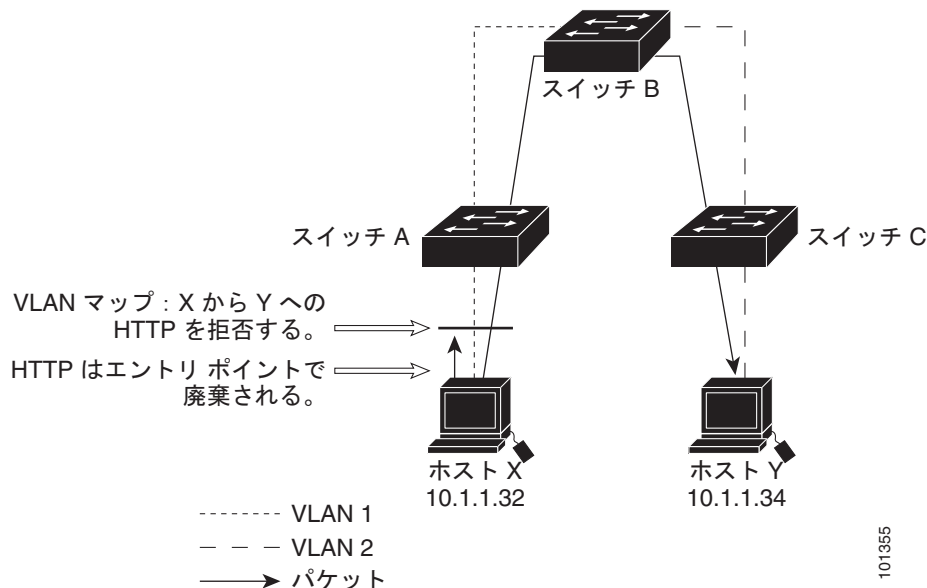 スイッチ B
スイッチ A
スイッチ C
VLAN マップ：X から Y への
HTTP を拒否する。
HTTP はエントリ ポイントで
廃棄される。
ホスト X
10.1.1.32
ホスト Y
10.1.1.34
VLAN 1
VLAN 2
パケット
101355